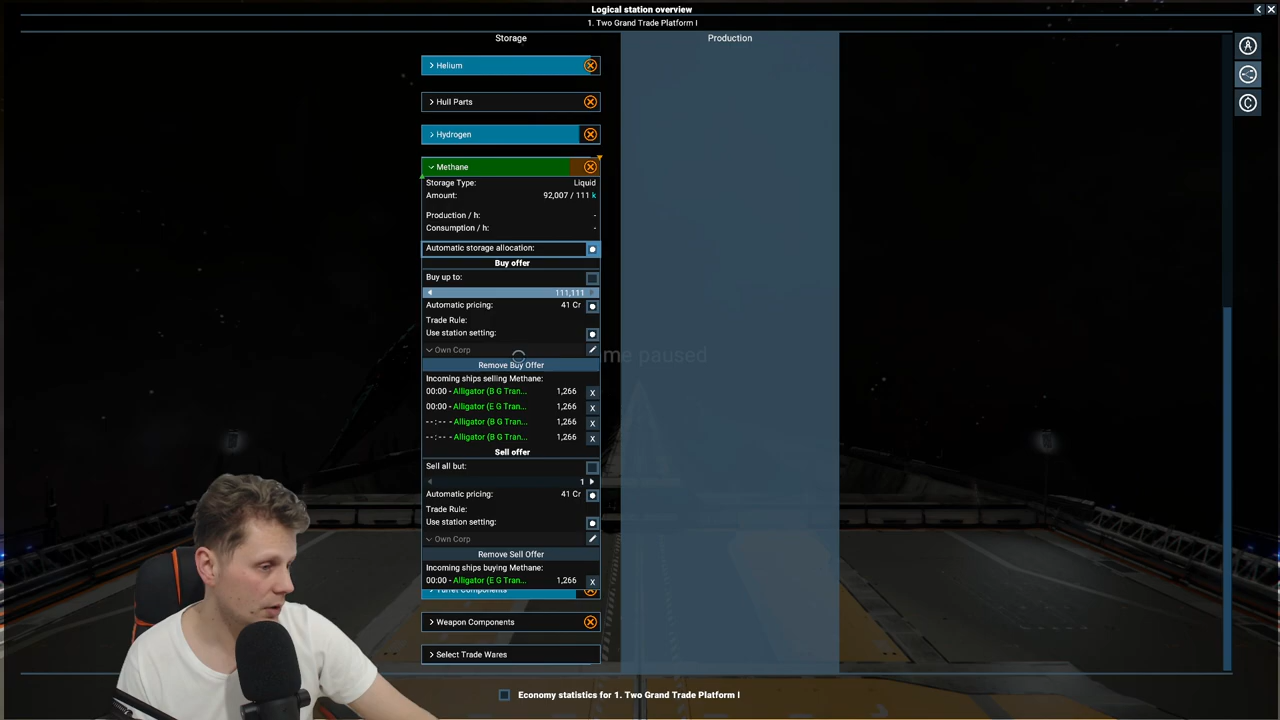 Logical station overview
1. Two Grand Trade Platform I
Storage
Production
Helium
Hull Parts
Hydrogen
Methane
Storage Type: Liquid
Amount: 92,007 / 111 k
Production / h: -
Consumption / h: -
Automatic storage allocation:
Buy offer
Buy up to:
111,111
Automatic pricing: 41 Cr
Trade Rule:
Use station setting:
Own Corp
me paused
Remove Buy Offer
Incoming ships selling Methane:
00:00 - Alligator (B G Tran... 1,266 X
00:00 - Alligator (E G Tran... 1,266 X
--:-- - Alligator (B G Tran... 1,266 X
--:-- - Alligator (B G Tran... 1,266 X
Sell offer
Sell all but:
1
Automatic pricing: 41 Cr
Trade Rule:
Use station setting:
Own Corp
Remove Sell Offer
Incoming ships buying Methane:
00:00 - Alligator (E G Tran... 1,266 X
Turret Components
Weapon Components
Select Trade Wares
Economy statistics for 1. Two Grand Trade Platform I